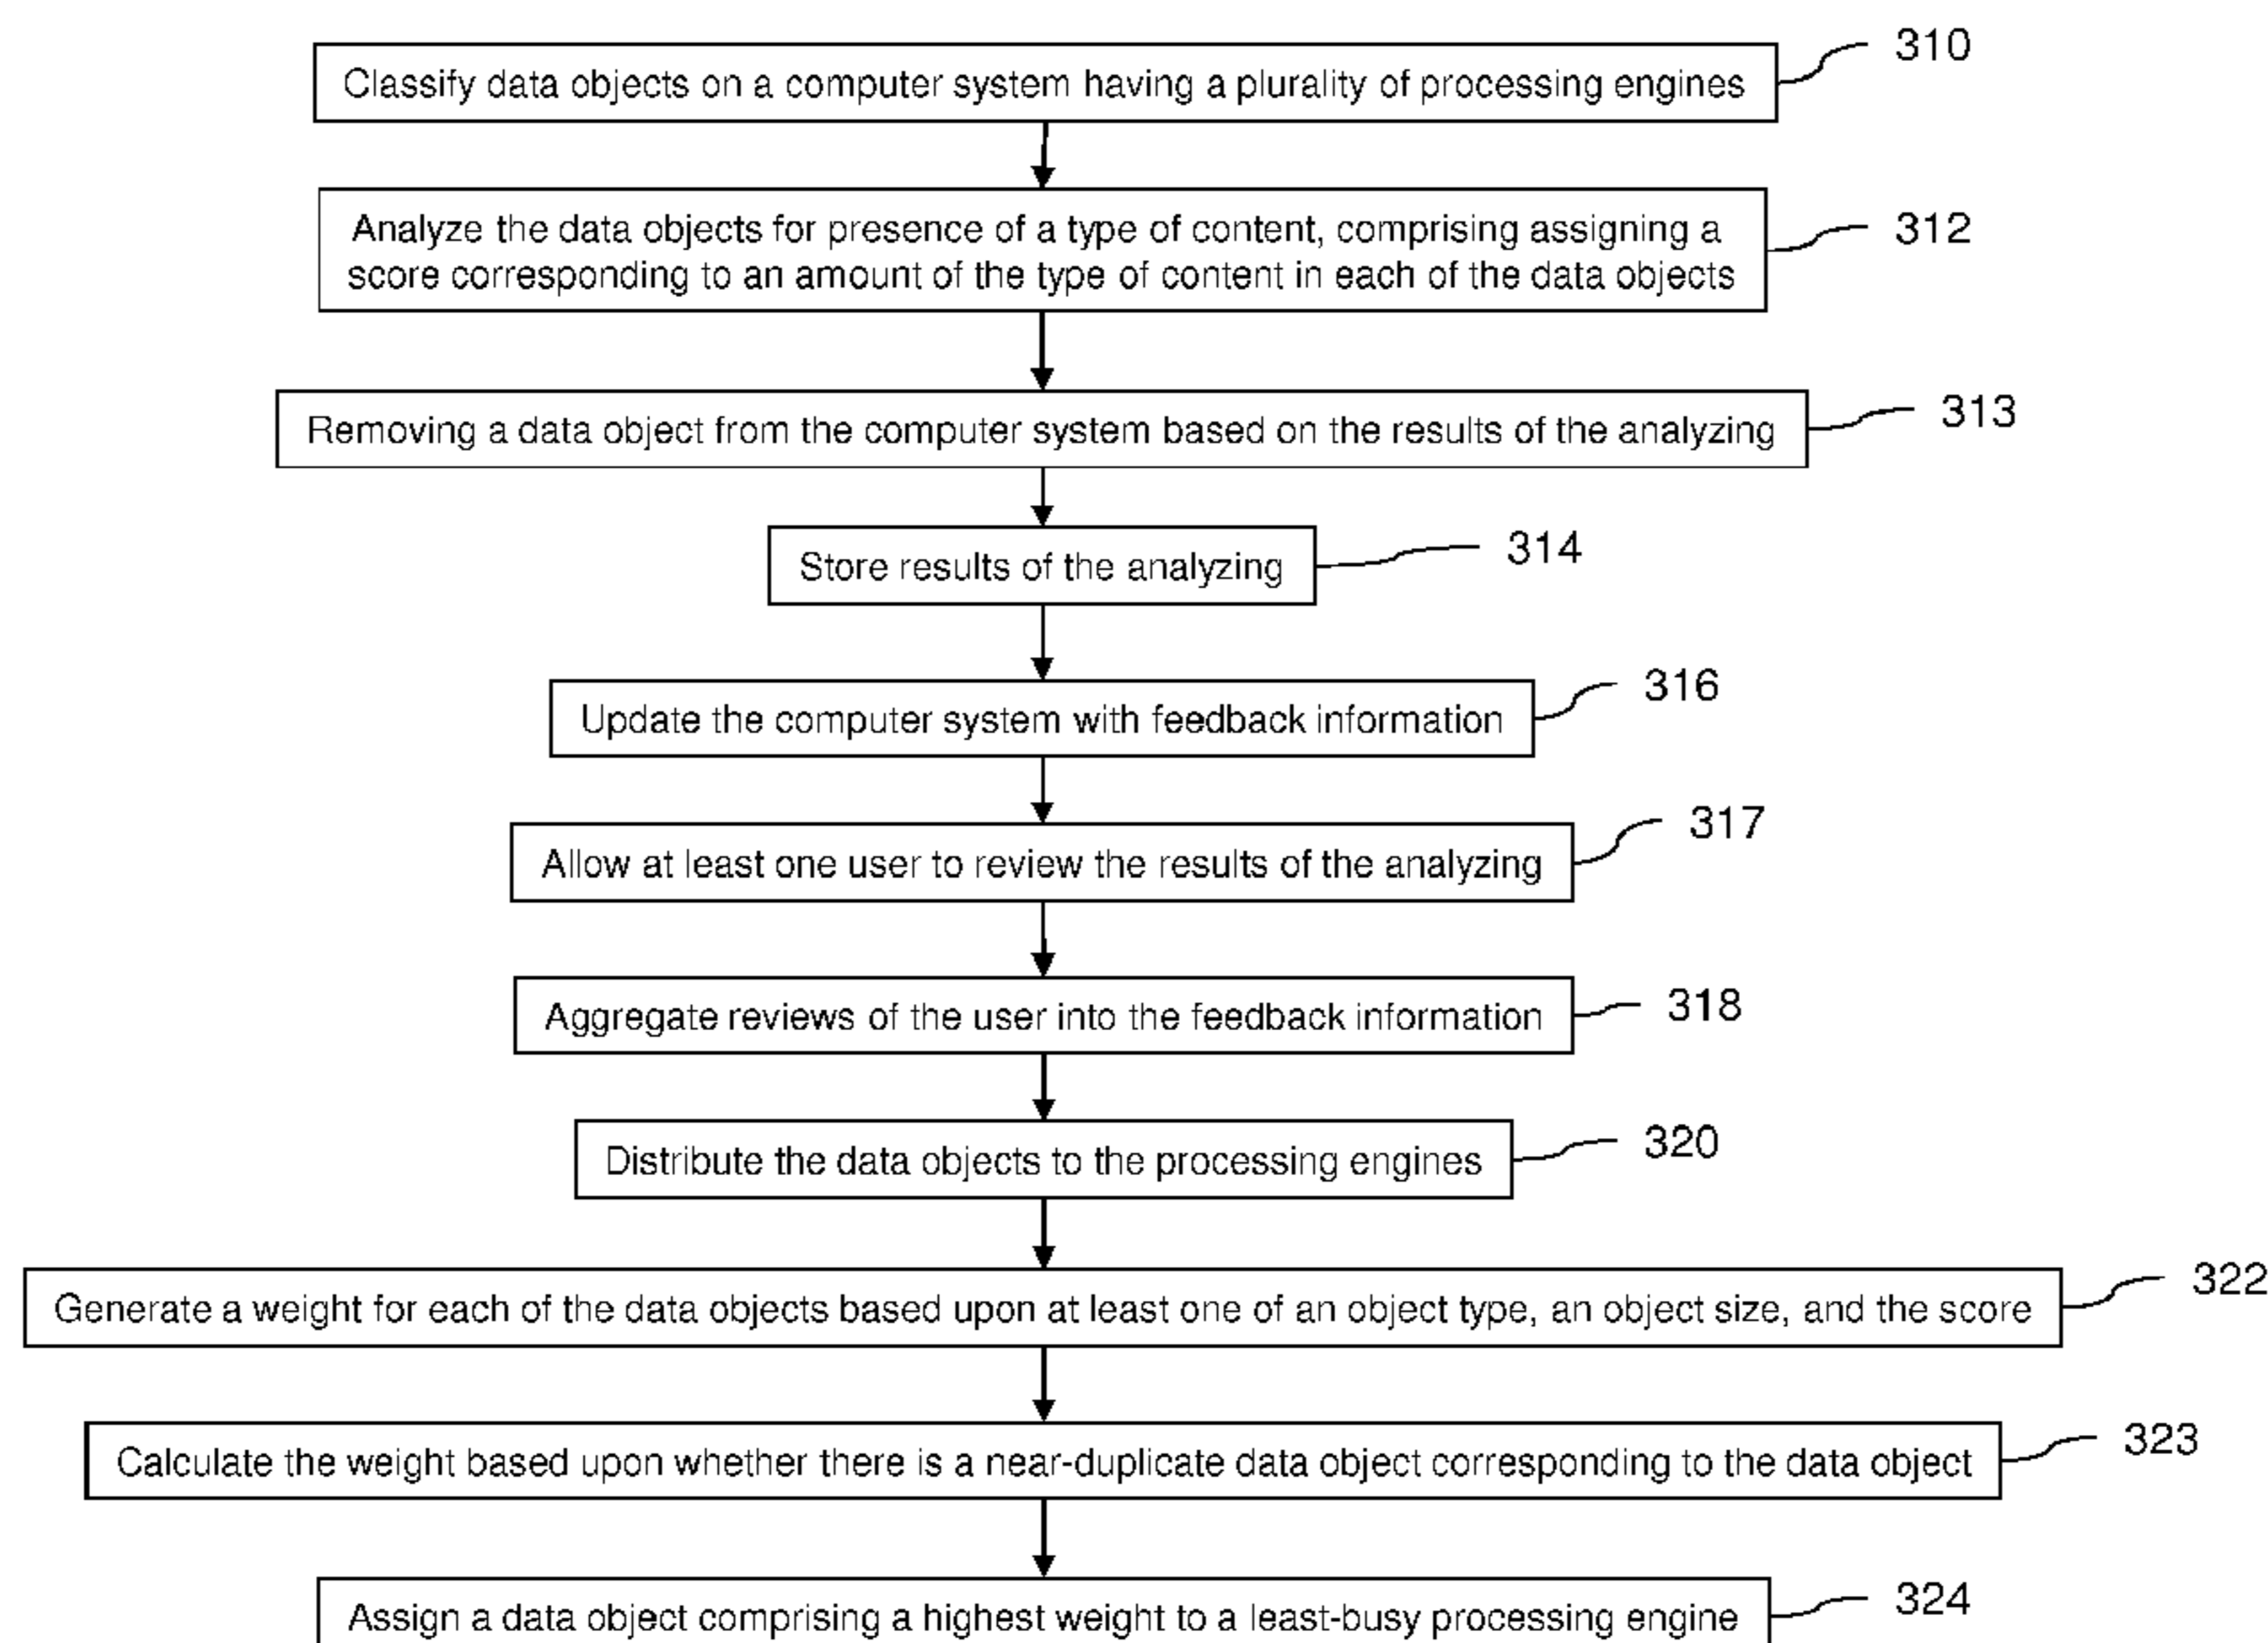 Classify data objects on a computer system having a plurality of processing engines
310
Analyze the data objects for presence of a type of content, comprising assigning a
score corresponding to an amount of the type of content in each of the data objects
312
Removing a data object from the computer system based on the results of the analyzing
313
Store results of the analyzing
314
Update the computer system with feedback information
316
Allow at least one user to review the results of the analyzing
317
Aggregate reviews of the user into the feedback information
318
Distribute the data objects to the processing engines
320
Generate a weight for each of the data objects based upon at least one of an object type, an object size, and the score
322
Calculate the weight based upon whether there is a near-duplicate data object corresponding to the data object
323
Assign a data object comprising a highest weight to a least-busy processing engine
324